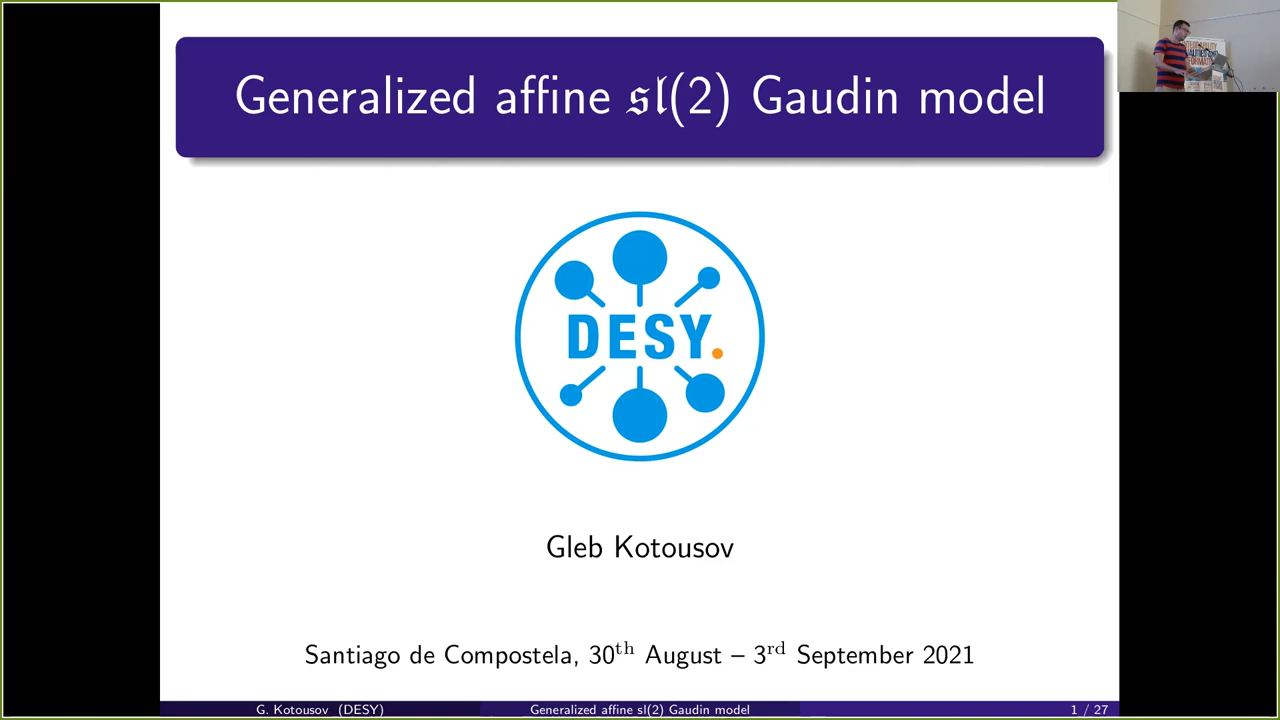 Generalized affine 𝔰𝔩(2) Gaudin model
DESY.
Gleb Kotousov
Santiago de Compostela, 30th August – 3rd September 2021
G. Kotousov (DESY)
Generalized affine sl(2) Gaudin model
1 / 27